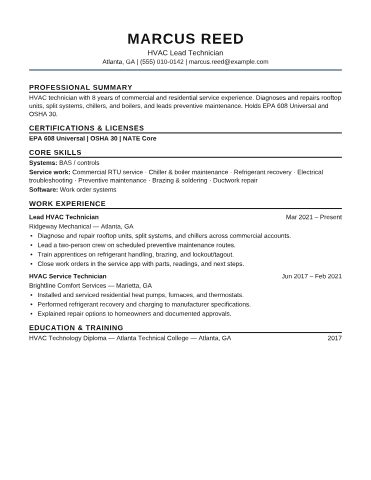 MARCUS REED
HVAC Lead Technician
Atlanta, GA | (555) 010-0142 | marcus.reed@example.com
PROFESSIONAL SUMMARY
HVAC technician with 8 years of commercial and residential service experience. Diagnoses and repairs rooftop
units, split systems, chillers, and boilers, and leads preventive maintenance. Holds EPA 608 Universal and
OSHA 30.
CERTIFICATIONS & LICENSES
EPA 608 Universal | OSHA 30 | NATE Core
CORE SKILLS
Systems: BAS / controls
Service work: Commercial RTU service · Chiller & boiler maintenance · Refrigerant recovery · Electrical
troubleshooting · Preventive maintenance · Brazing & soldering · Ductwork repair
Software: Work order systems
WORK EXPERIENCE
Lead HVAC Technician Mar 2021 – Present
Ridgeway Mechanical — Atlanta, GA
• Diagnose and repair rooftop units, split systems, and chillers across commercial accounts.
• Lead a two-person crew on scheduled preventive maintenance routes.
• Train apprentices on refrigerant handling, brazing, and lockout/tagout.
• Close work orders in the service app with parts, readings, and next steps.
HVAC Service Technician Jun 2017 – Feb 2021
Brightline Comfort Services — Marietta, GA
• Installed and serviced residential heat pumps, furnaces, and thermostats.
• Performed refrigerant recovery and charging to manufacturer specifications.
• Explained repair options to homeowners and documented approvals.
EDUCATION & TRAINING
HVAC Technology Diploma — Atlanta Technical College — Atlanta, GA 2017